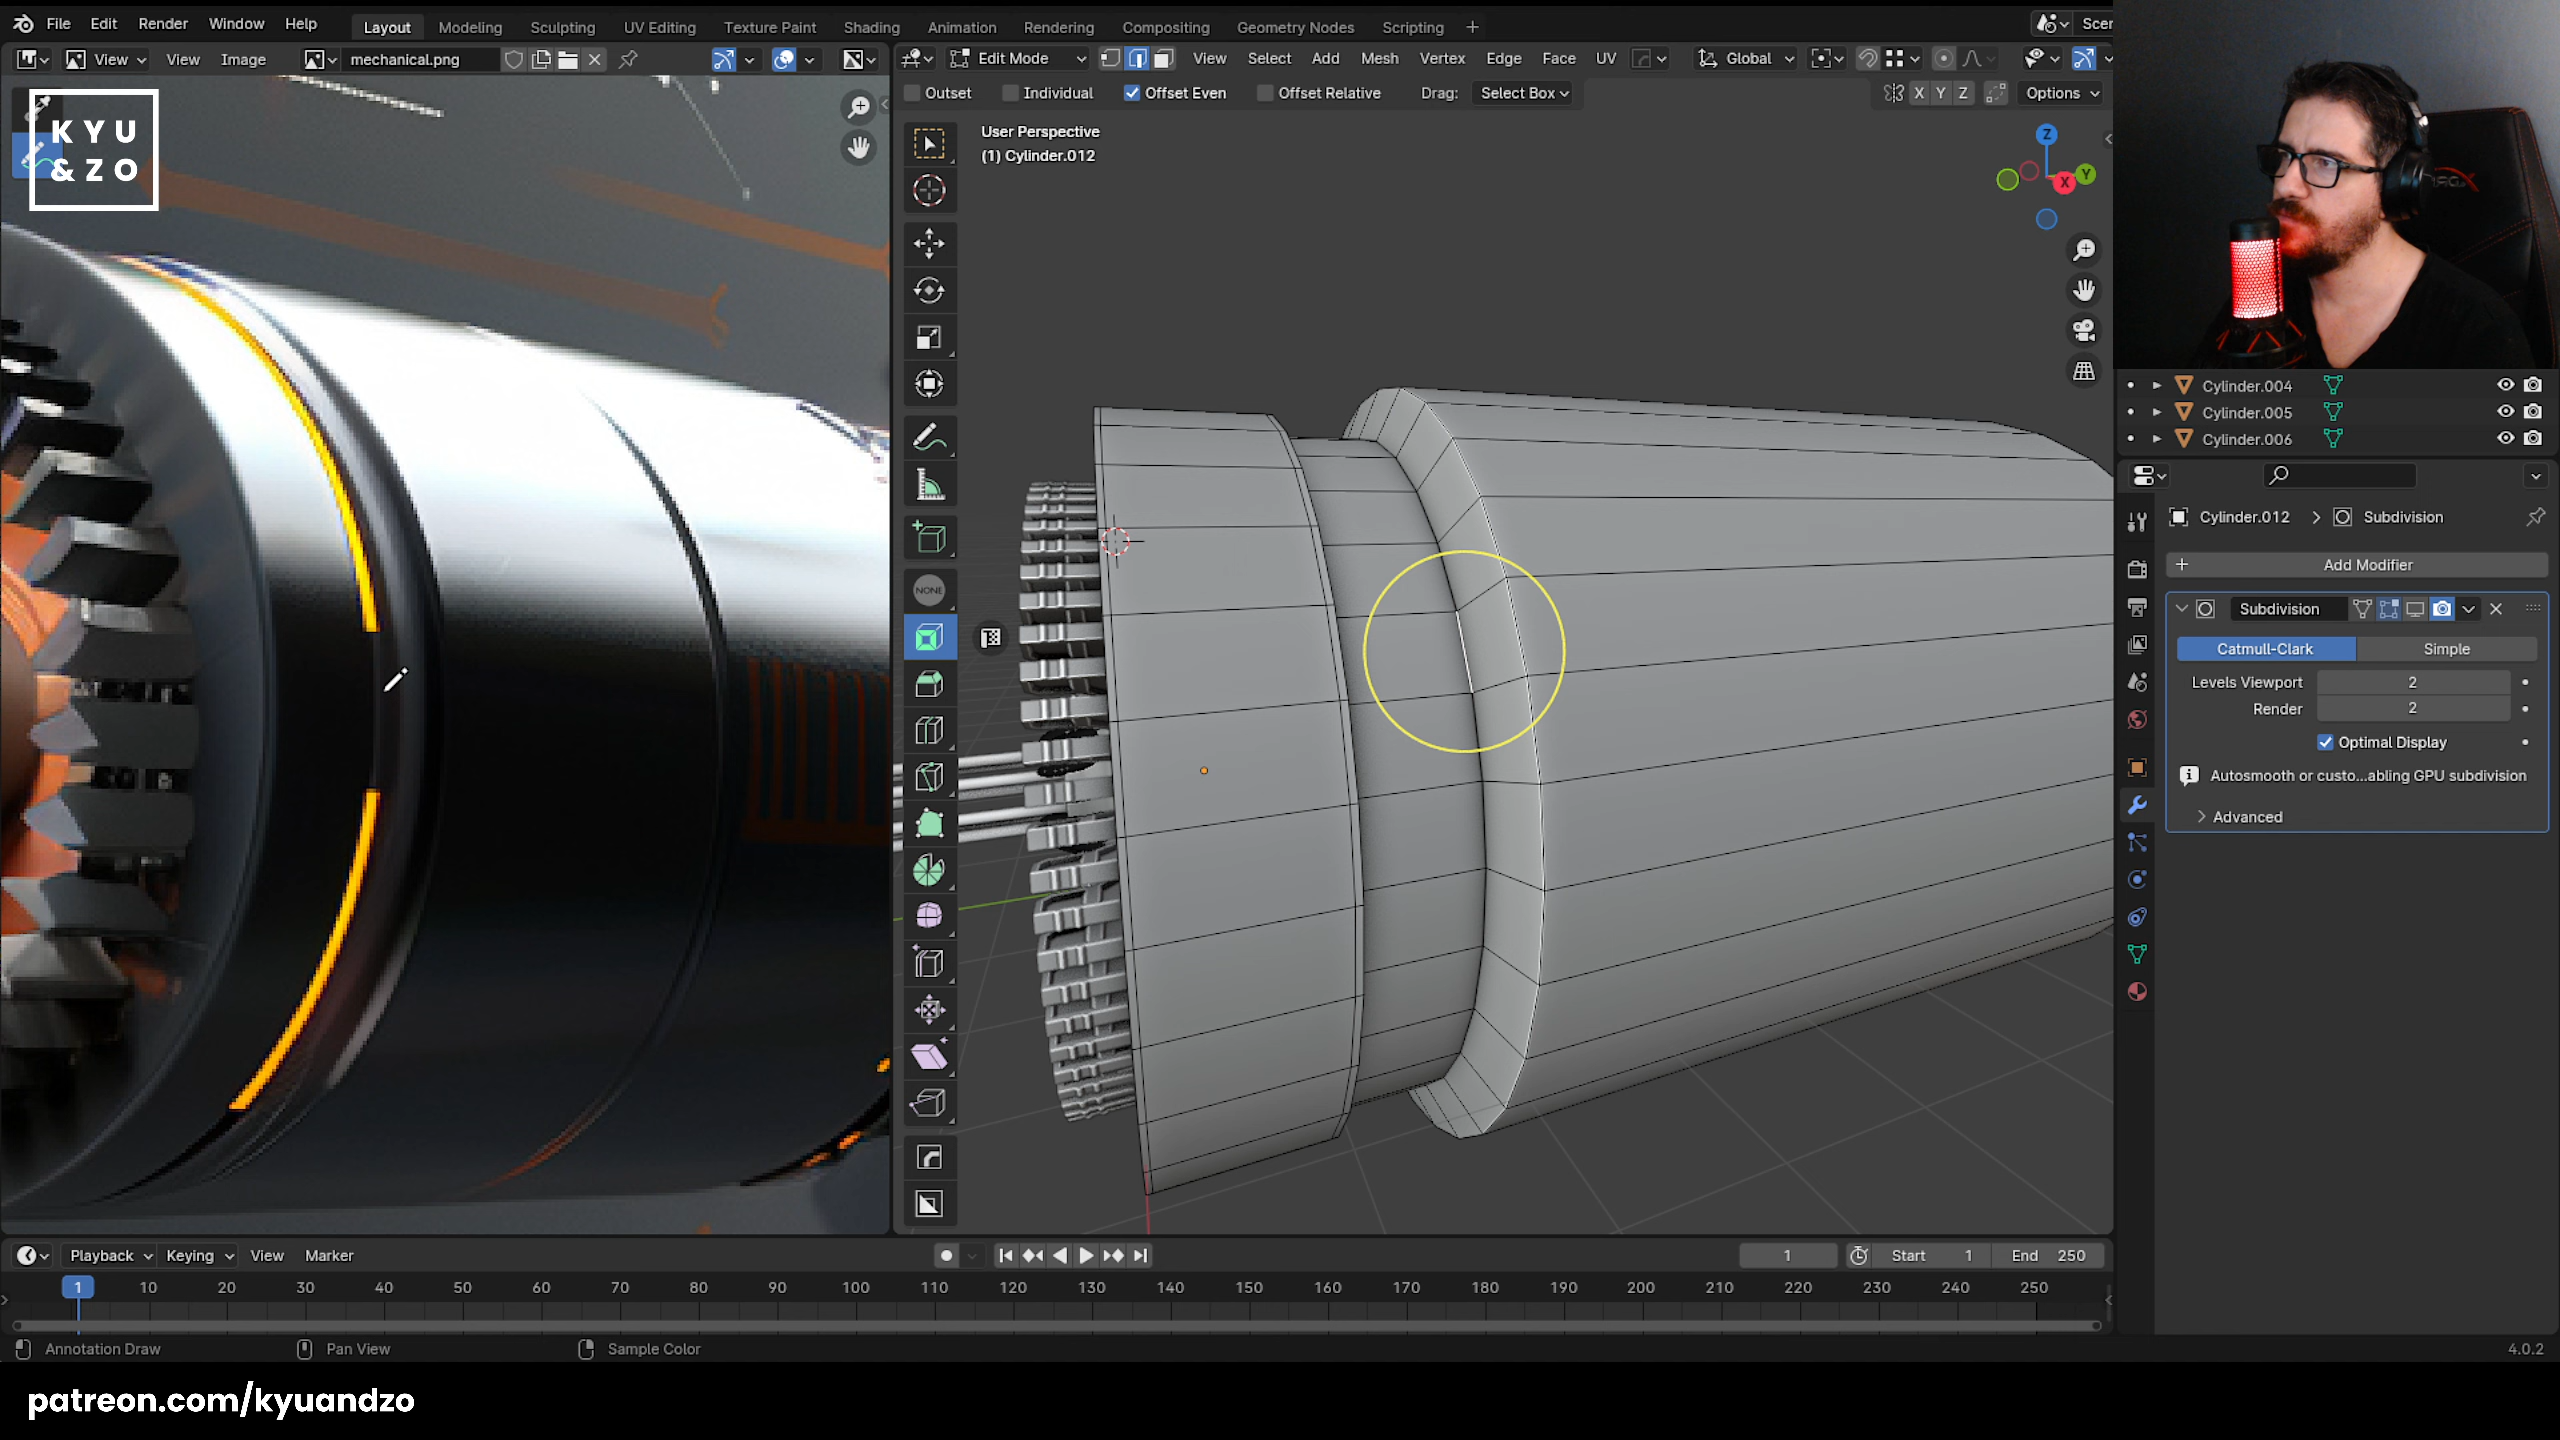 File Edit Render Window Help
Layout Modeling Sculpting UV Editing Texture Paint Shading Animation Rendering Compositing Geometry Nodes Scripting +
Scen
View View Image mechanical.png
Edit Mode View Select Add Mesh Vertex Edge Face UV Global
Outset Individual Offset Even Offset Relative Drag: Select Box
X Y Z Options
KYU
&ZO
User Perspective
(1) Cylinder.012
Z
Y
X
NONE
Cylinder.004
Cylinder.005
Cylinder.006
Cylinder.012 > Subdivision
+ Add Modifier
Subdivision
Catmull-Clark Simple
Levels Viewport 2
Render 2
Optimal Display
Autosmooth or custo...abling GPU subdivision
> Advanced
Playback Keying View Marker
1 Start 1 End 250
1 10 20 30 40 50 60 70 80 90 100 110 120 130 140 150 160 170 180 190 200 210 220 230 240 250
Annotation Draw Pan View Sample Color 4.0.2
patreon.com/kyuandzo